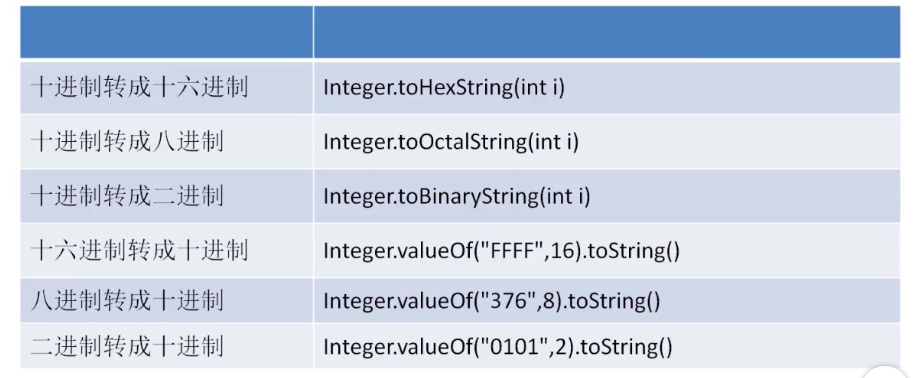 十进制转成十六进制 Integer.toHexString(int i)
十进制转成八进制 Integer.toOctalString(int i)
十进制转成二进制 Integer.toBinaryString(int i)
十六进制转成十进制 Integer.valueOf("FFFF",16).toString()
八进制转成十进制 Integer.valueOf("376",8).toString()
二进制转成十进制 Integer.valueOf("0101",2).toString()